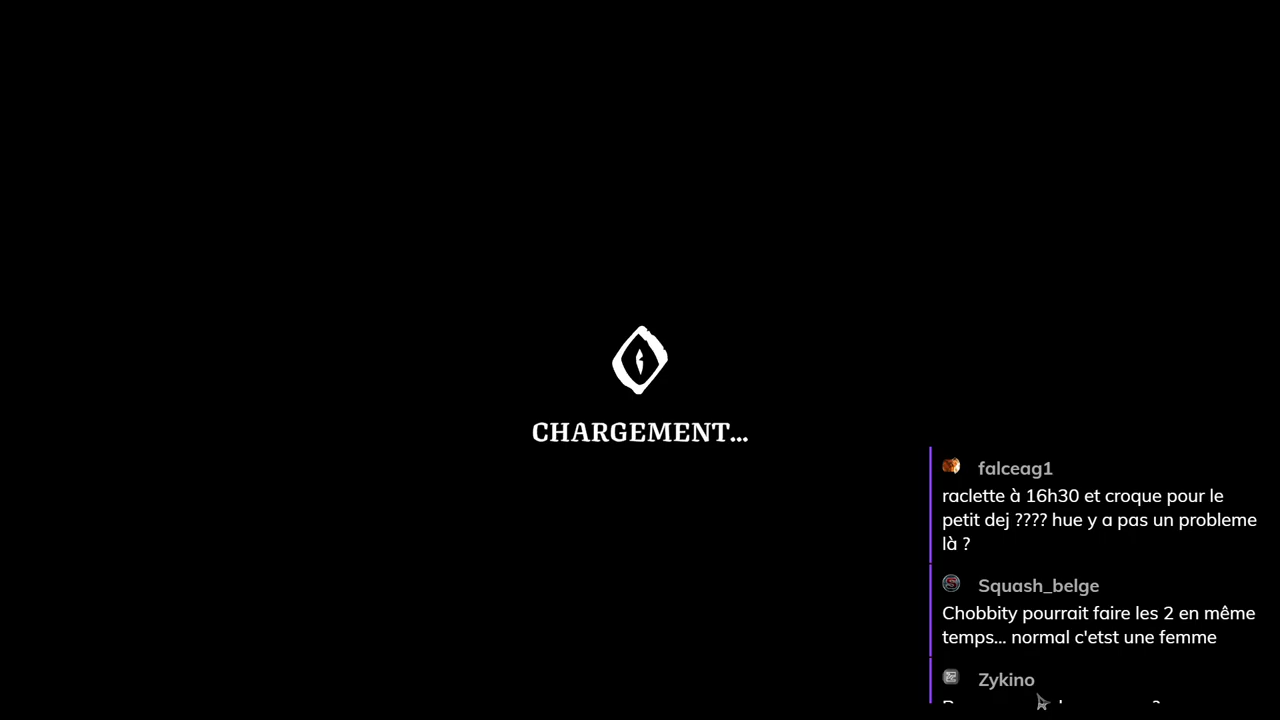 CHARGEMENT...
falceag1
raclette à 16h30 et croque pour le
petit dej ???? hue y a pas un probleme
là ?
Squash_belge
Chobbity pourrait faire les 2 en même
temps... normal c'etst une femme
Zykino